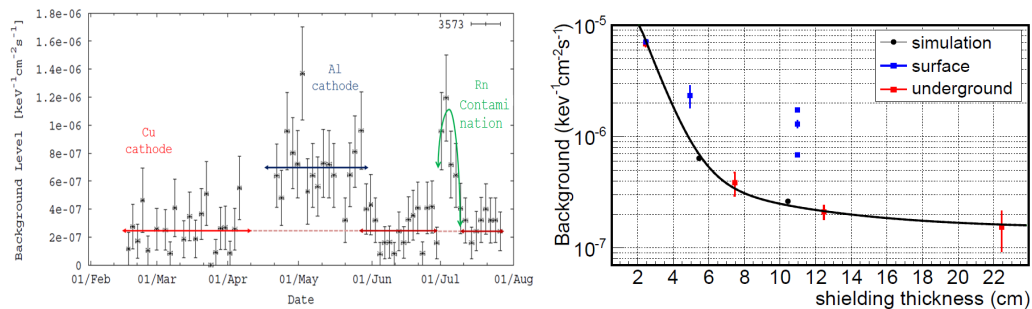 Background Level [keV⁻¹cm⁻²s⁻¹]
1.8e-06
1.6e-06
1.4e-06
1.2e-06
1e-06
8e-07
6e-07
4e-07
2e-07
0
3573
Cu
cathode
Al
cathode
Rn
Contami
nation
01/Feb 01/Mar 01/Apr 01/May 01/Jun 01/Jul 01/Aug
Date
Background (kev⁻¹cm⁻²s⁻¹)
10⁻⁵
10⁻⁶
10⁻⁷
simulation
surface
underground
2 4 6 8 10 12 14 16 18 20 22
shielding thickness (cm)